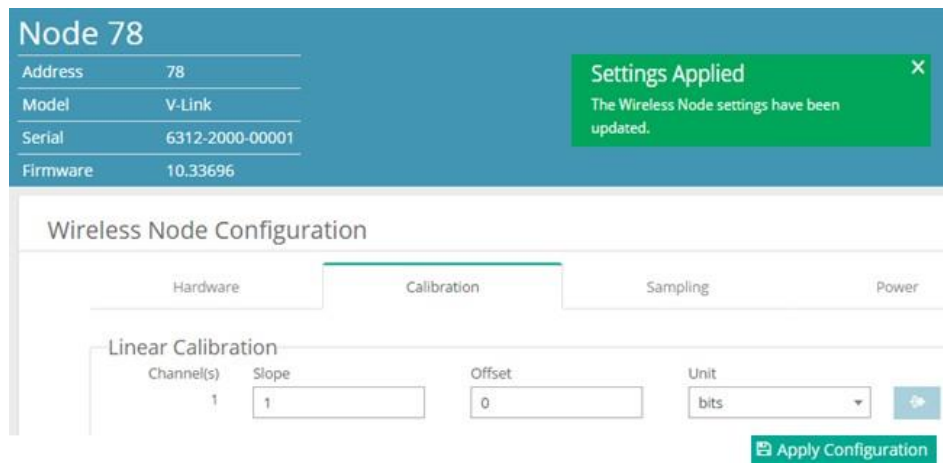 Node 78
Address 78
Model V-Link
Serial 6312-2000-00001
Firmware 10.33696
Settings Applied
The Wireless Node settings have been
updated.
Wireless Node Configuration
Hardware Calibration Sampling Power
Linear Calibration
Channel(s) Slope Offset Unit
1 1 0 bits
Apply Configuration